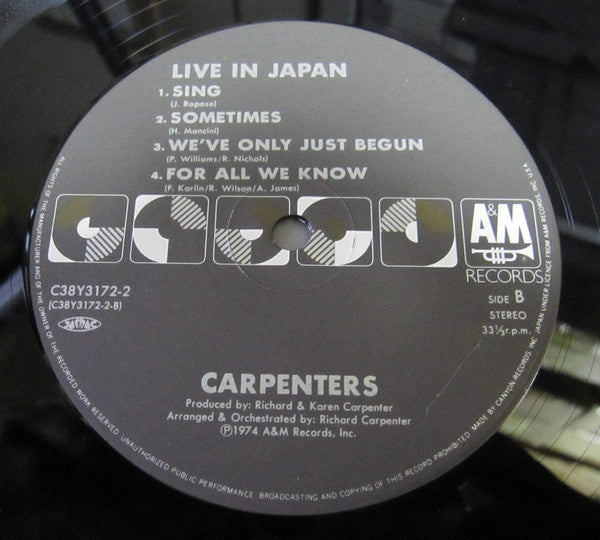 LIVE IN JAPAN
1. SING
(J. Raposo)
2. SOMETIMES
(H. Mancini)
3. WE'VE ONLY JUST BEGUN
(P. Williams/R. Nichols)
4. FOR ALL WE KNOW
(F. Karlin/R. Wilson/A. James)
A&M
RECORDS
C38Y3172-2
(C38Y3172-2-B)
SIDE B
STEREO
33⅓r.p.m.
CARPENTERS
Produced by: Richard & Karen Carpenter
Arranged & Orchestrated by: Richard Carpenter
Ⓟ1974 A&M Records, Inc.
ALL RIGHTS OF THE MANUFACTURER AND OF THE OWNER OF THE RECORDED WORK RESERVED UNAUTHORIZED PUBLIC PERFORMANCE BROADCASTING AND COPYING OF THIS RECORD PROHIBITED MADE BY CANYON RECORDS, INC. JAPAN UNDER LICENCE FROM A&M RECORDS, INC. USA